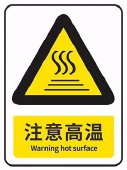 注意高温
Warning hot surface